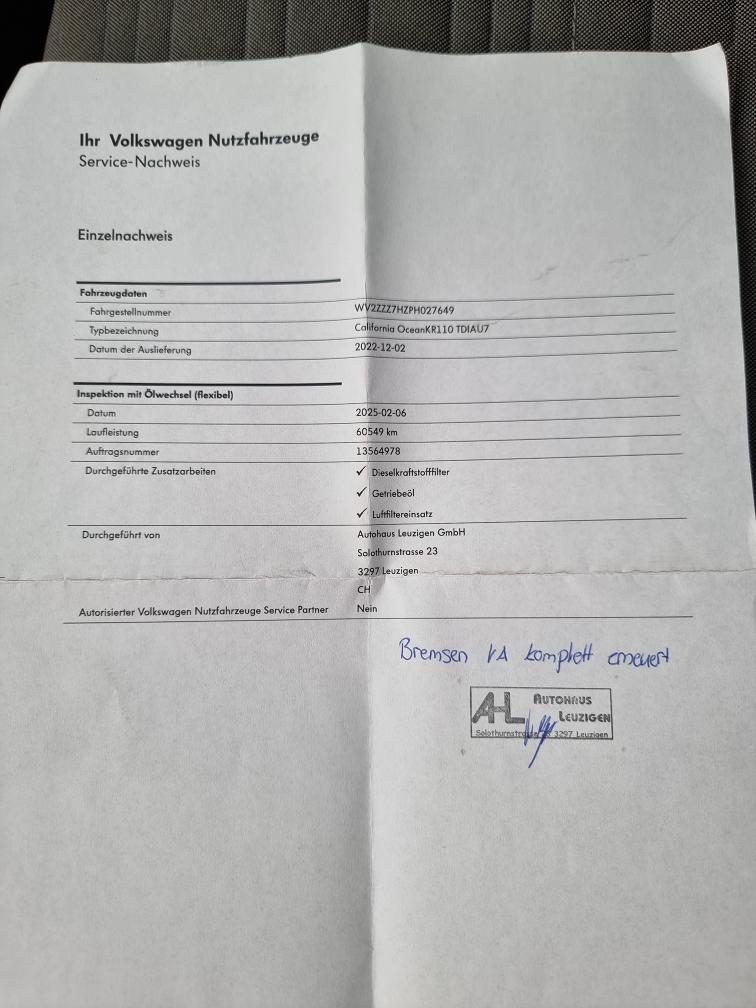 Ihr Volkswagen Nutzfahrzeuge
Service-Nachweis
Einzelnachweis
Fahrzeugdaten
Fahrgestellnummer WV2ZZZ7HZPH027649
Typbezeichnung California OceanKR110 TDIAU7
Datum der Auslieferung 2022-12-02
Inspektion mit Ölwechsel (flexibel)
Datum 2025-02-06
Laufleistung 60549 km
Auftragsnummer 13564978
Durchgeführte Zusatzarbeiten ✓ Dieselkraftstofffilter
✓ Getriebeöl
✓ Luftfiltereinsatz
Durchgeführt von Autohaus Leuzigen GmbH
Solothurnstrasse 23
3297 Leuzigen
CH
Autorisierter Volkswagen Nutzfahrzeuge Service Partner Nein
Bremsen VA komplett erneuert
AHL AUTOHAUS
LEUZIGEN
3297 Leuzigen